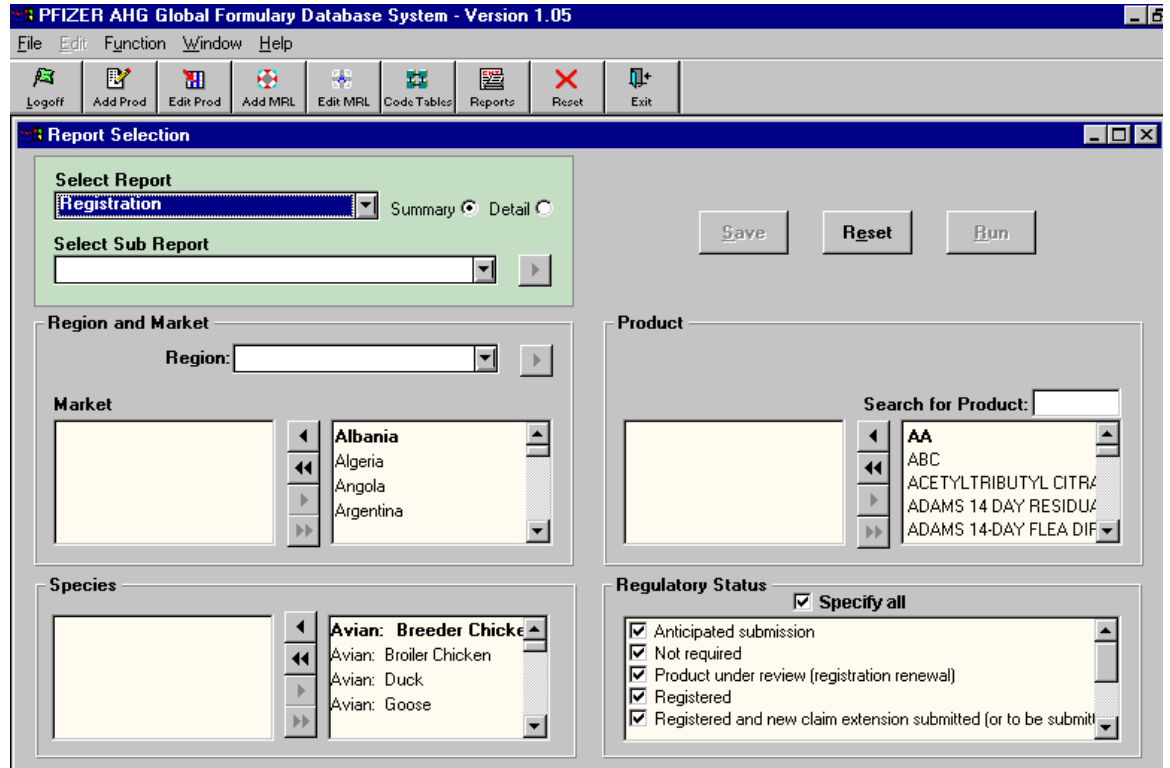 PFIZER AHG Global Formulary Database System - Version 1.05
File Edit Function Window Help
Logoff Add Prod Edit Prod Add MRL Edit MRL Code Tables Reports Reset Exit
Report Selection
Select Report
Registration Summary Detail
Select Sub Report
Save Reset Run
Region and Market
Region:
Market
Albania
Algeria
Angola
Argentina
Product
Search for Product:
AA
ABC
ACETYLTRIBUTYL CITRA
ADAMS 14 DAY RESIDUA
ADAMS 14-DAY FLEA DIF
Species
Avian: Breeder Chicke
Avian: Broiler Chicken
Avian: Duck
Avian: Goose
Regulatory Status
Specify all
Anticipated submission
Not required
Product under review (registration renewal)
Registered
Registered and new claim extension submitted (or to be submitt